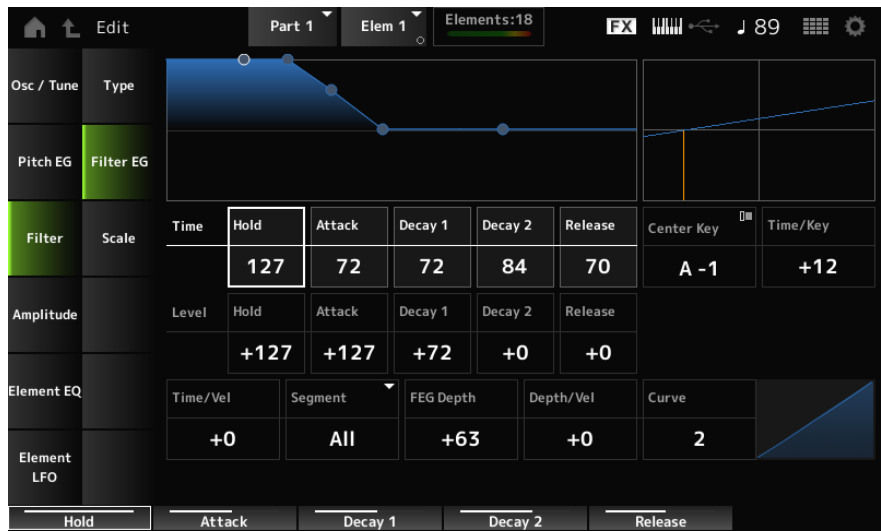 Edit
Part 1
Elem 1
Elements:18
FX
89
Osc / Tune
Type
Pitch EG
Filter EG
Filter
Scale
Amplitude
Element EQ
Element
LFO
Time
Hold
Attack
Decay 1
Decay 2
Release
Center Key
Time/Key
127
72
72
84
70
A -1
+12
Level
Hold
Attack
Decay 1
Decay 2
Release
+127
+127
+72
+0
+0
Time/Vel
Segment
FEG Depth
Depth/Vel
Curve
+0
All
+63
+0
2
Hold
Attack
Decay 1
Decay 2
Release